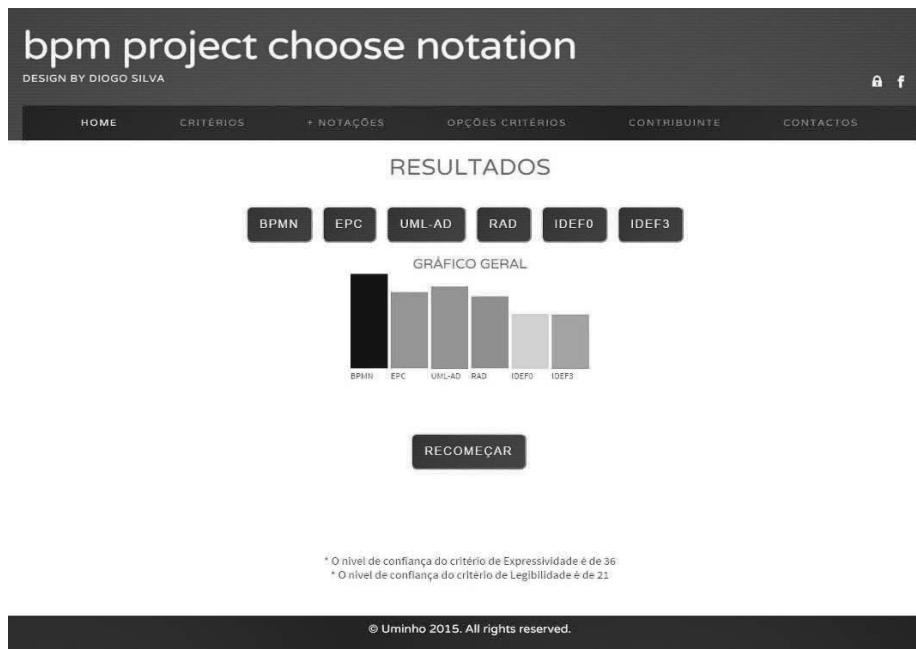 bpm project choose notation
DESIGN BY DIOGO SILVA
HOME CRITÉRIOS + NOTAÇÕES OPÇÕES CRITÉRIOS CONTRIBUINTE CONTACTOS
RESULTADOS
BPMN EPC UML-AD RAD IDEF0 IDEF3
GRÁFICO GERAL
BPMN EPC UML-AD RAD IDEF0 IDEF3
RECOMEÇAR
* O nivel de confiança do critério de Expressividade é de 36
* O nivel de confiança do critério de Legibilidade é de 21
© Uminho 2015. All rights reserved.